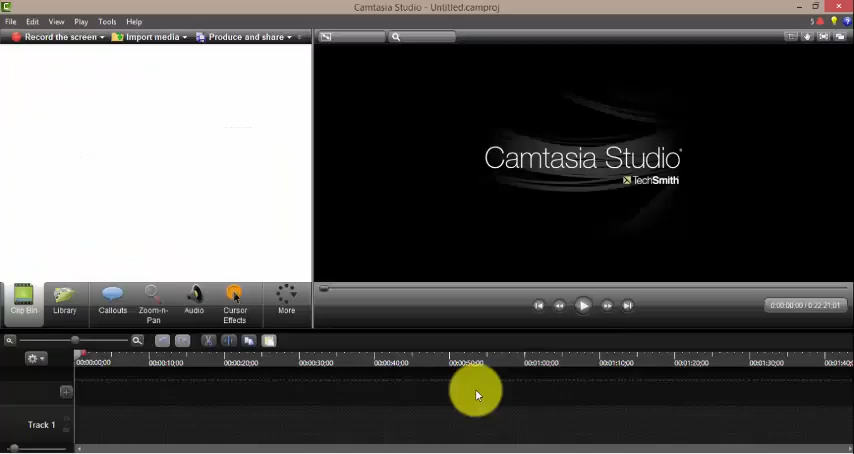 Camtasia Studio - Untitled.camproj
File Edit View Play Tools Help
5
Record the screen Import media Produce and share
Camtasia Studio
TechSmith
Clip Bin Library Callouts Zoom-n-Pan Audio Cursor Effects More
0:00:00;00 / 0:22:21;01
00:00:00;00 00:00:10;00 00:00:20;00 00:00:30;00 00:00:40;00 00:00:50;00 00:01:00;00 00:01:10;00 00:01:20;00 00:01:30;00 00:01:40;
Track 1